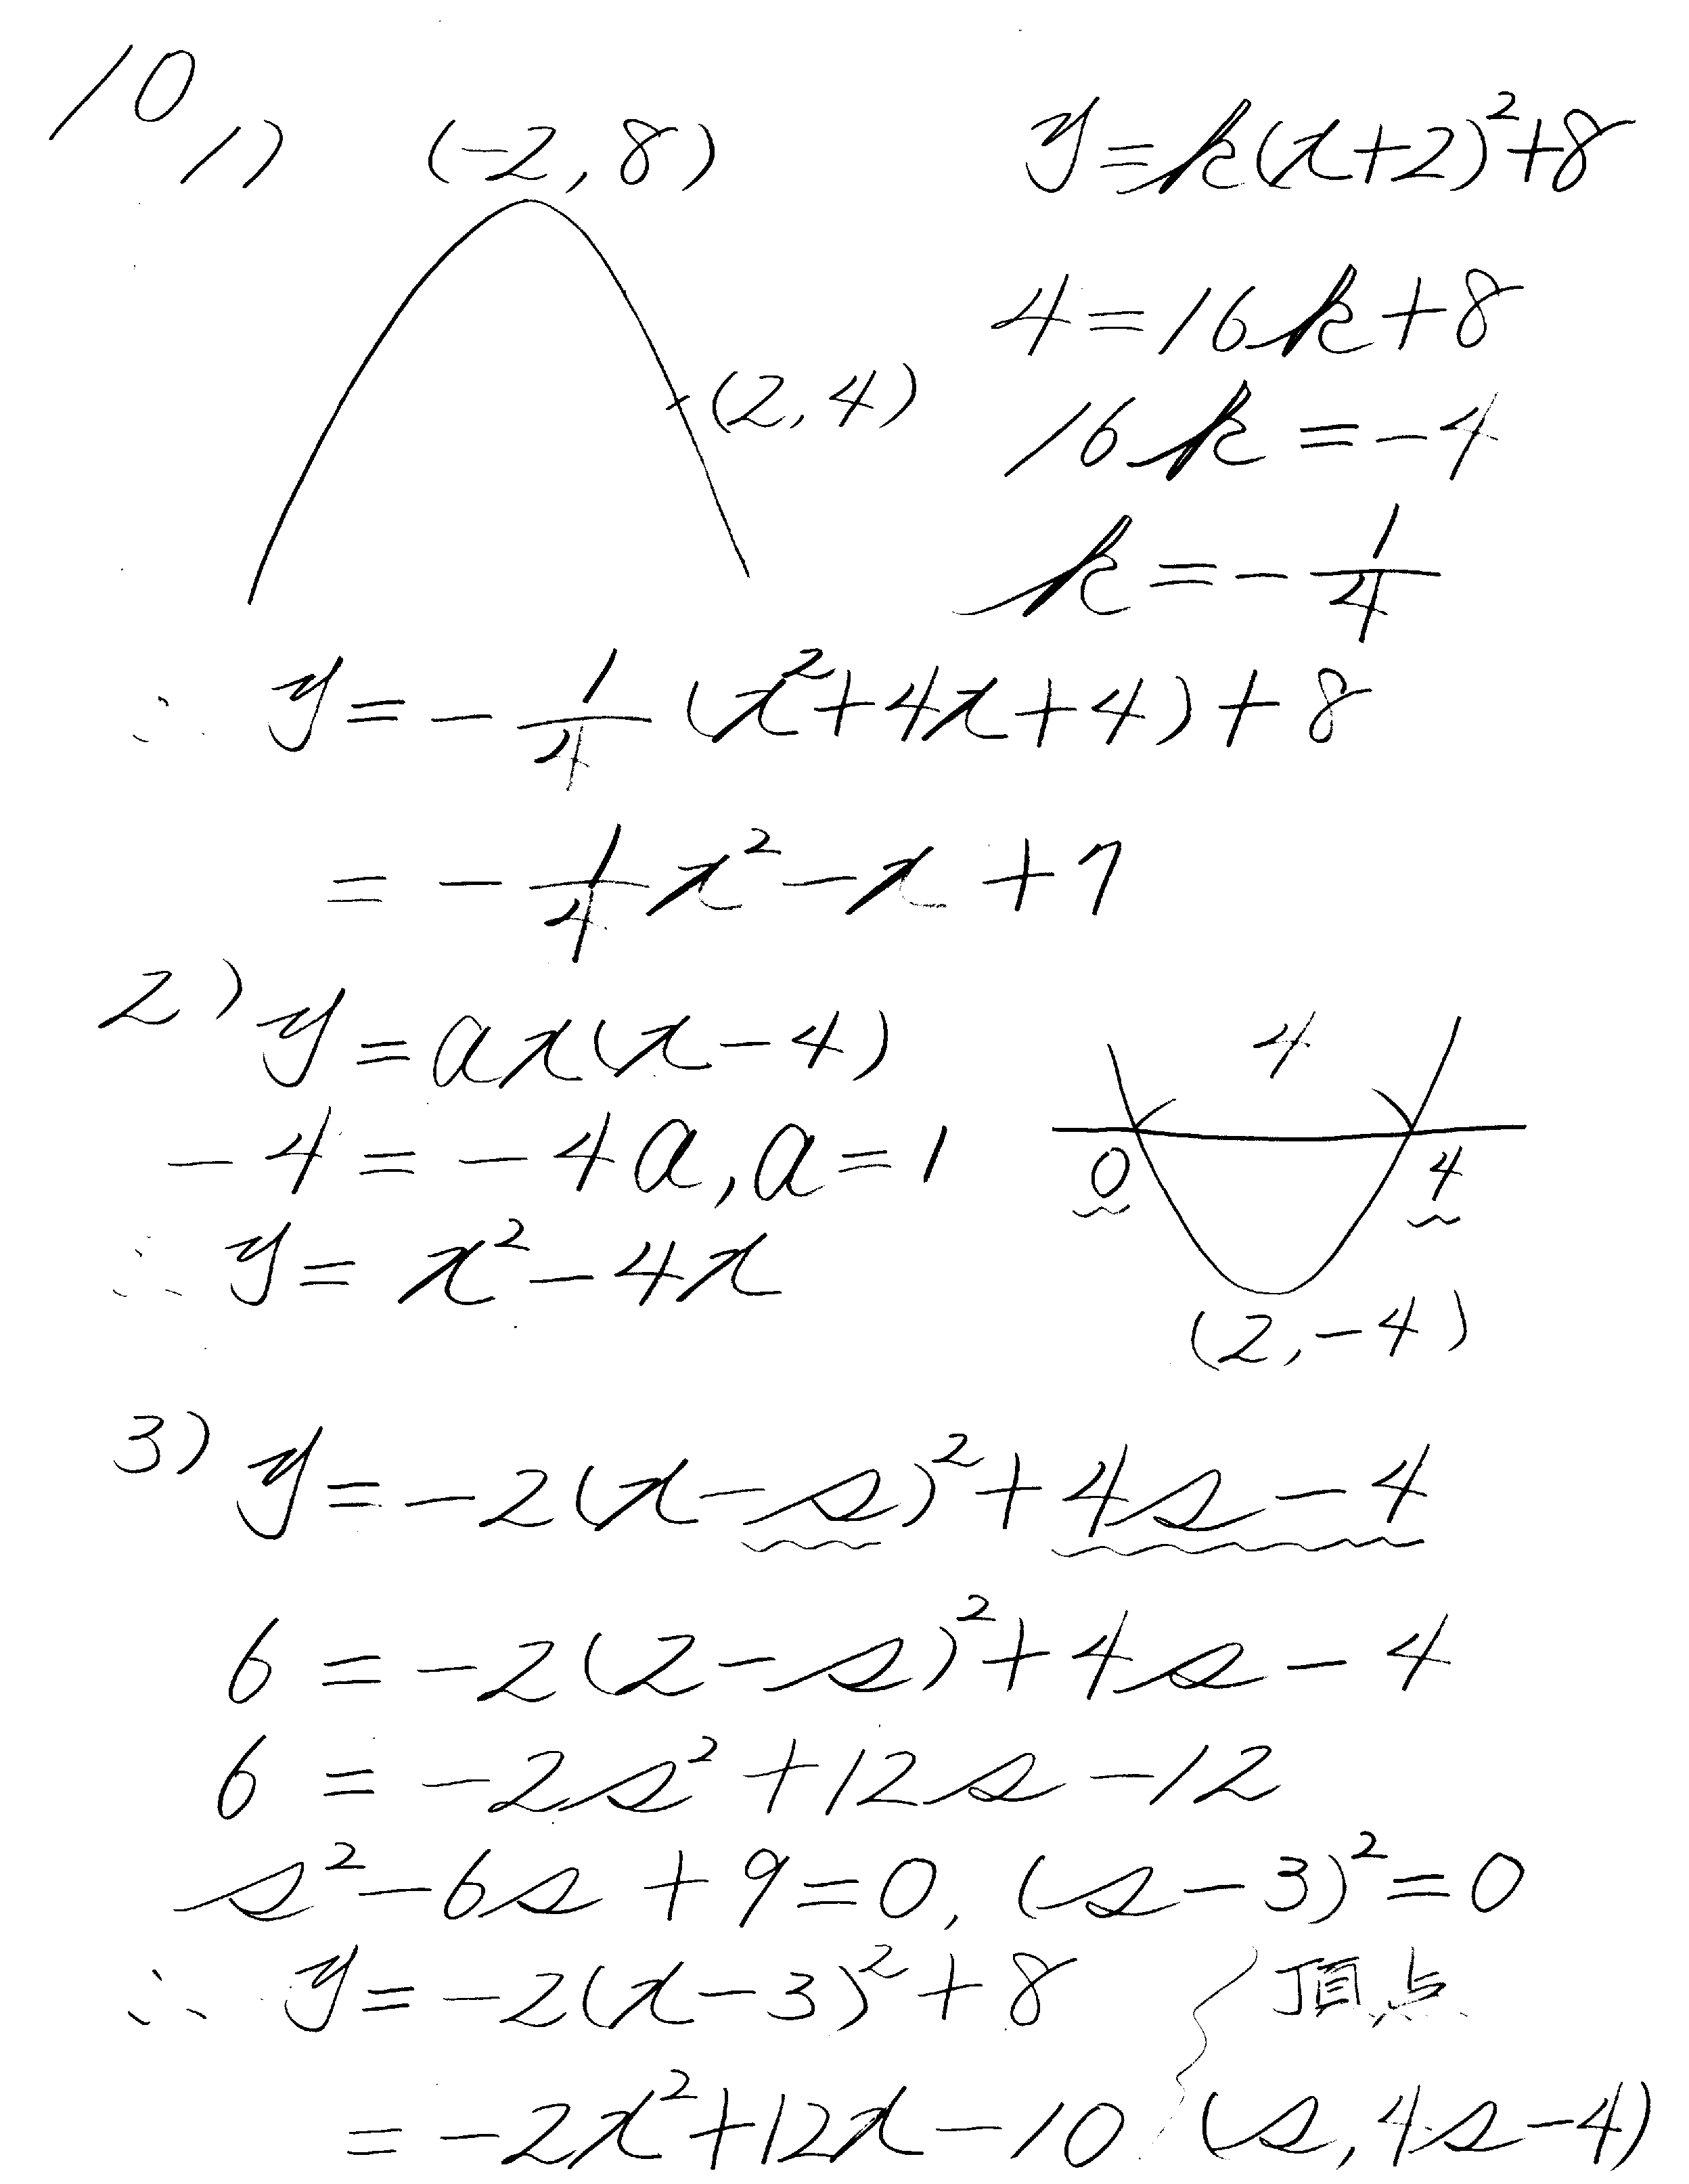 10
1) (-2,8)
y=k(x+2)²+8
4=16k+8
(2,4)
16k=-4
k=-1/4
∴ y=-1/4(x²+4x+4)+8
=-1/4x²-x+7
2) y=ax(x-4)
-4=-4a,a=1
∴ y=x²-4x
4
0 4
(2,-4)
3) y=-2(x-s)²+4s-4
6=-2(2-s)²+4s-4
6=-2s²+12s-12
s²-6s+9=0, (s-3)²=0
∴ y=-2(x-3)²+8
=-2x²+12x-10
頂点
(s,4s-4)